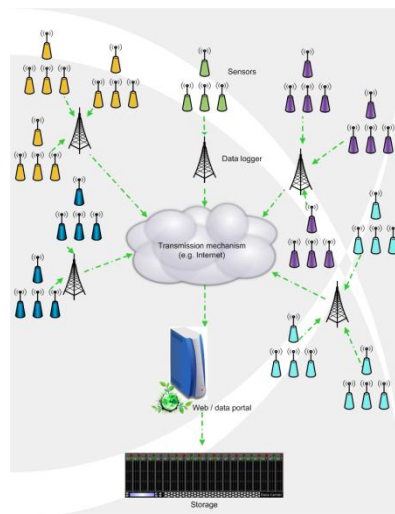 Sensors
Data logger
Transmission mechanism
(e.g. Internet)
Web / data portal
Storage